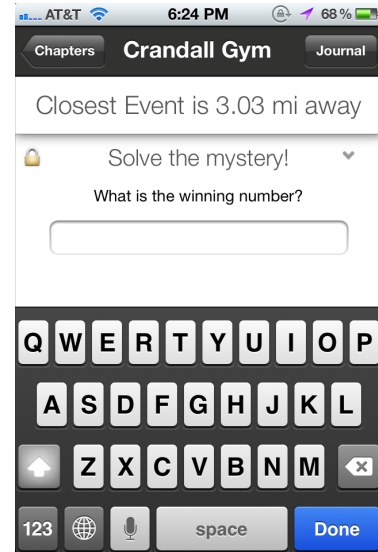 AT&T 6:24 PM 68%
Chapters Crandall Gym Journal
Closest Event is 3.03 mi away
Solve the mystery!
What is the winning number?
Q W E R T Y U I O P
A S D F G H J K L
Z X C V B N M
123 space Done